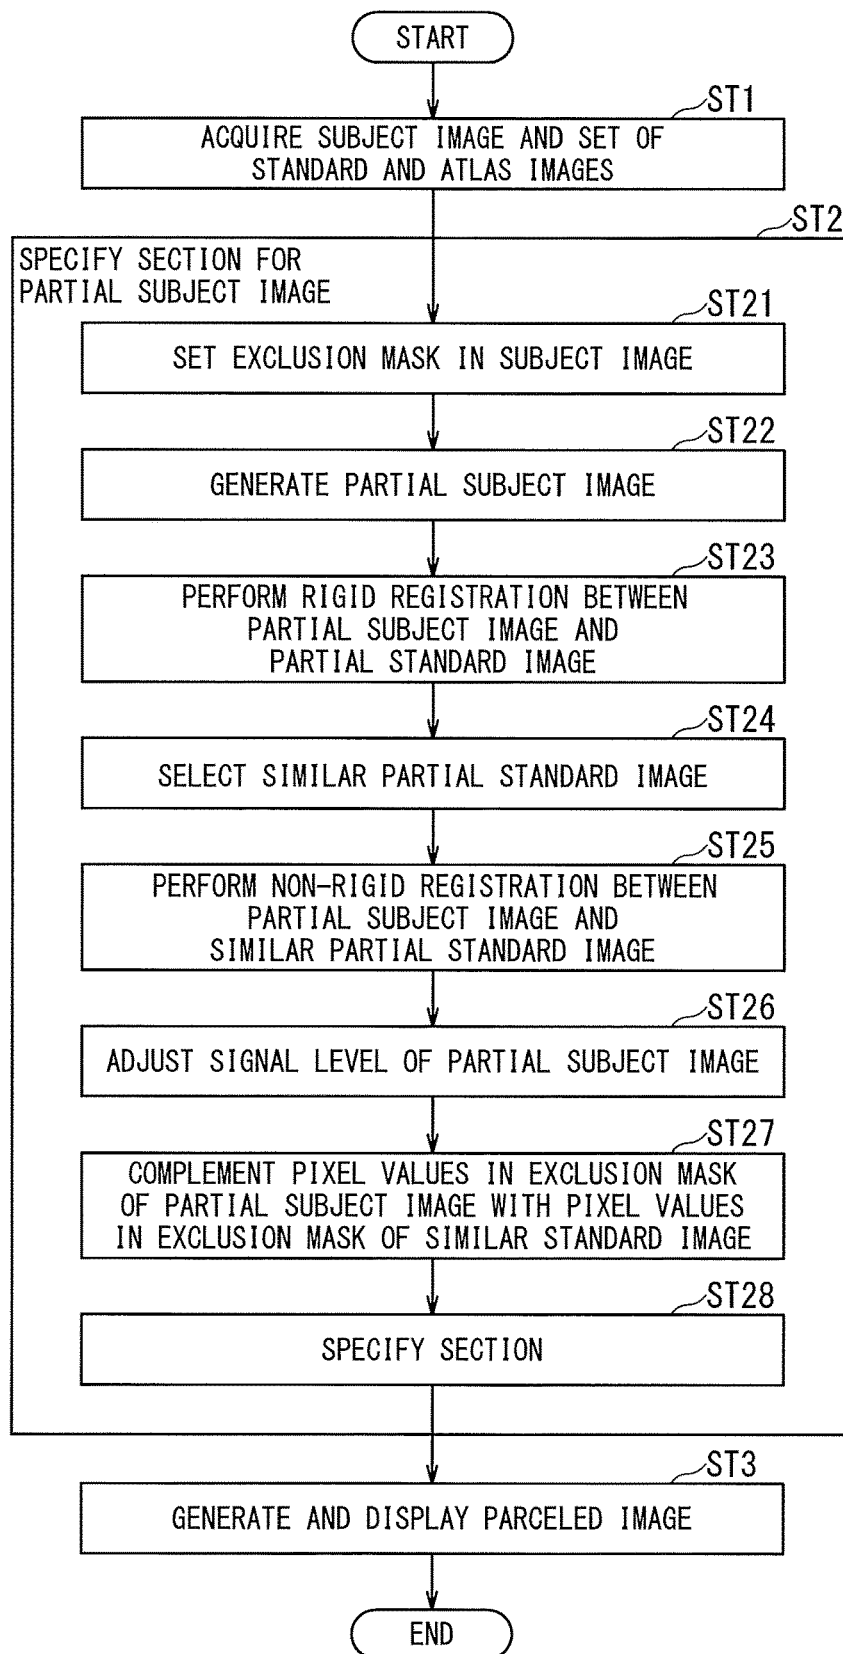 START
ST1
ACQUIRE SUBJECT IMAGE AND SET OF
STANDARD AND ATLAS IMAGES
ST2
SPECIFY SECTION FOR
PARTIAL SUBJECT IMAGE
ST21
SET EXCLUSION MASK IN SUBJECT IMAGE
ST22
GENERATE PARTIAL SUBJECT IMAGE
ST23
PERFORM RIGID REGISTRATION BETWEEN
PARTIAL SUBJECT IMAGE AND
PARTIAL STANDARD IMAGE
ST24
SELECT SIMILAR PARTIAL STANDARD IMAGE
ST25
PERFORM NON-RIGID REGISTRATION BETWEEN
PARTIAL SUBJECT IMAGE AND
SIMILAR PARTIAL STANDARD IMAGE
ST26
ADJUST SIGNAL LEVEL OF PARTIAL SUBJECT IMAGE
ST27
COMPLEMENT PIXEL VALUES IN EXCLUSION MASK
OF PARTIAL SUBJECT IMAGE WITH PIXEL VALUES
IN EXCLUSION MASK OF SIMILAR STANDARD IMAGE
ST28
SPECIFY SECTION
ST3
GENERATE AND DISPLAY PARCELED IMAGE
END